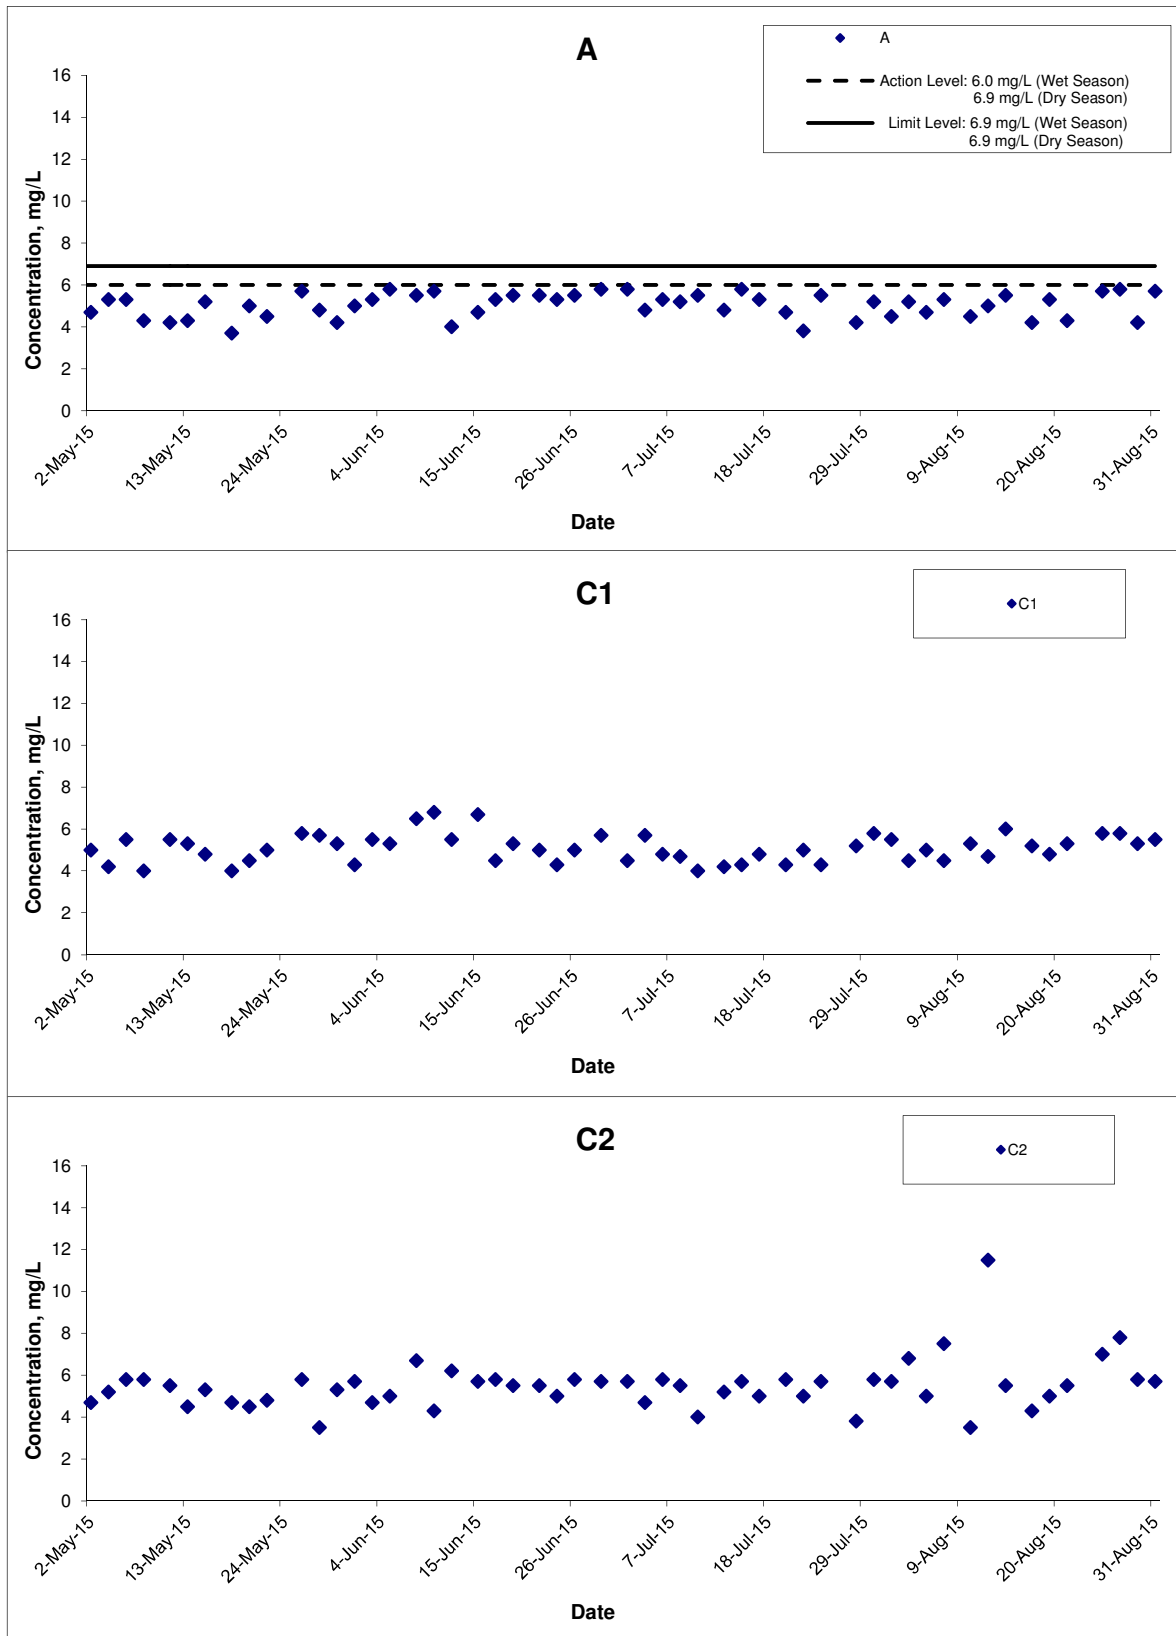 A
A
Action Level: 6.0 mg/L (Wet Season)
6.9 mg/L (Dry Season)
Limit Level: 6.9 mg/L (Wet Season)
6.9 mg/L (Dry Season)
Concentration, mg/L
16
14
12
10
8
6
4
2
0
2-May-15
13-May-15
24-May-15
4-Jun-15
15-Jun-15
26-Jun-15
7-Jul-15
18-Jul-15
29-Jul-15
9-Aug-15
20-Aug-15
31-Aug-15
Date
C1
C1
Concentration, mg/L
16
14
12
10
8
6
4
2
0
2-May-15
13-May-15
24-May-15
4-Jun-15
15-Jun-15
26-Jun-15
7-Jul-15
18-Jul-15
29-Jul-15
9-Aug-15
20-Aug-15
31-Aug-15
Date
C2
C2
Concentration, mg/L
16
14
12
10
8
6
4
2
0
2-May-15
13-May-15
24-May-15
4-Jun-15
15-Jun-15
26-Jun-15
7-Jul-15
18-Jul-15
29-Jul-15
9-Aug-15
20-Aug-15
31-Aug-15
Date